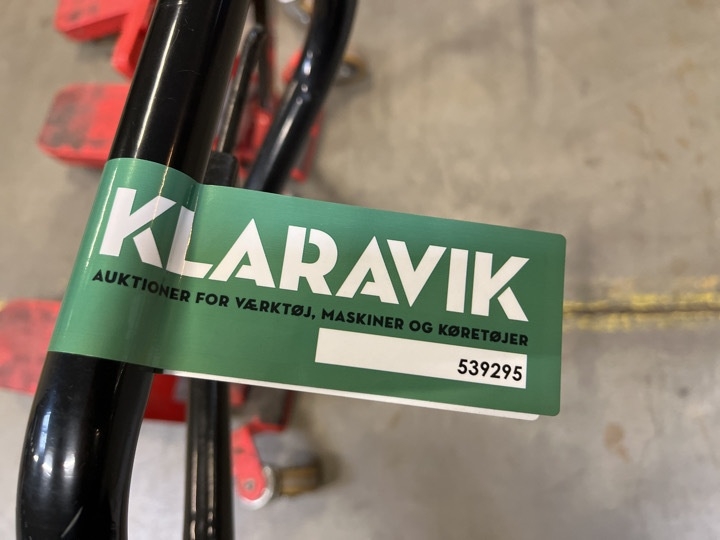 KLARAVIK
AUKTIONER FOR VÆRKTØJ, MASKINER OG KØRETØJER
539295